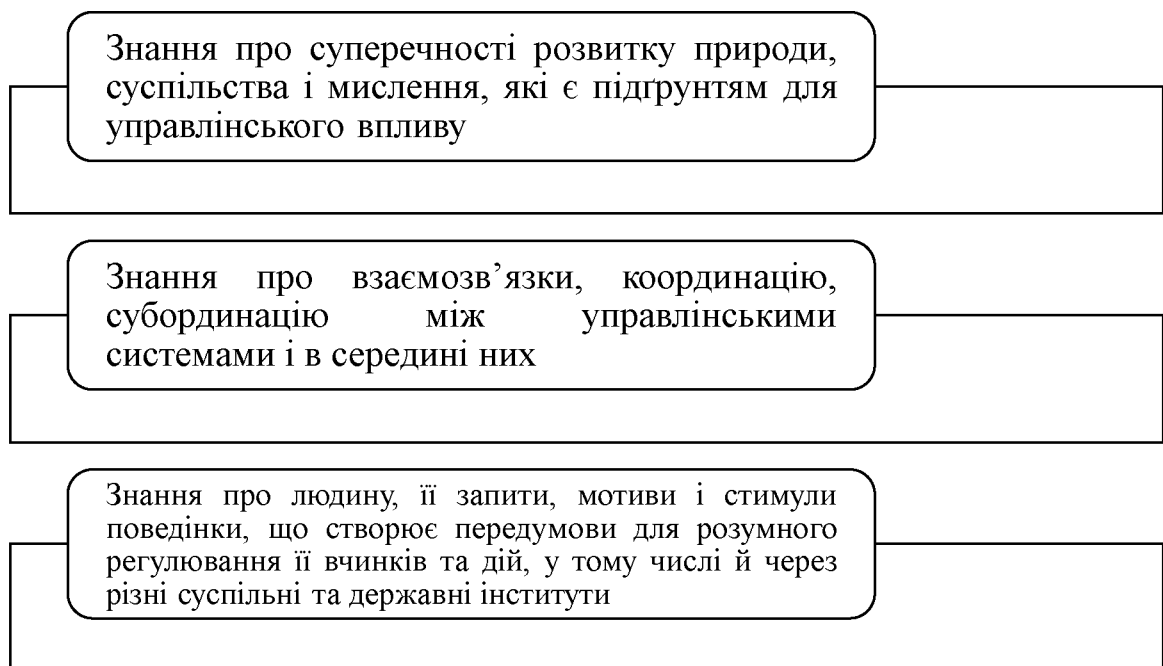 Знання про суперечності розвитку природи,
суспільства і мислення, які є підґрунтям для
управлінського впливу
Знання про взаємозв’язки, координацію,
субординацію між управлінськими
системами і в середині них
Знання про людину, її запити, мотиви і стимули
поведінки, що створює передумови для розумного
регулювання її вчинків та дій, у тому числі й через
різні суспільні та державні інститути